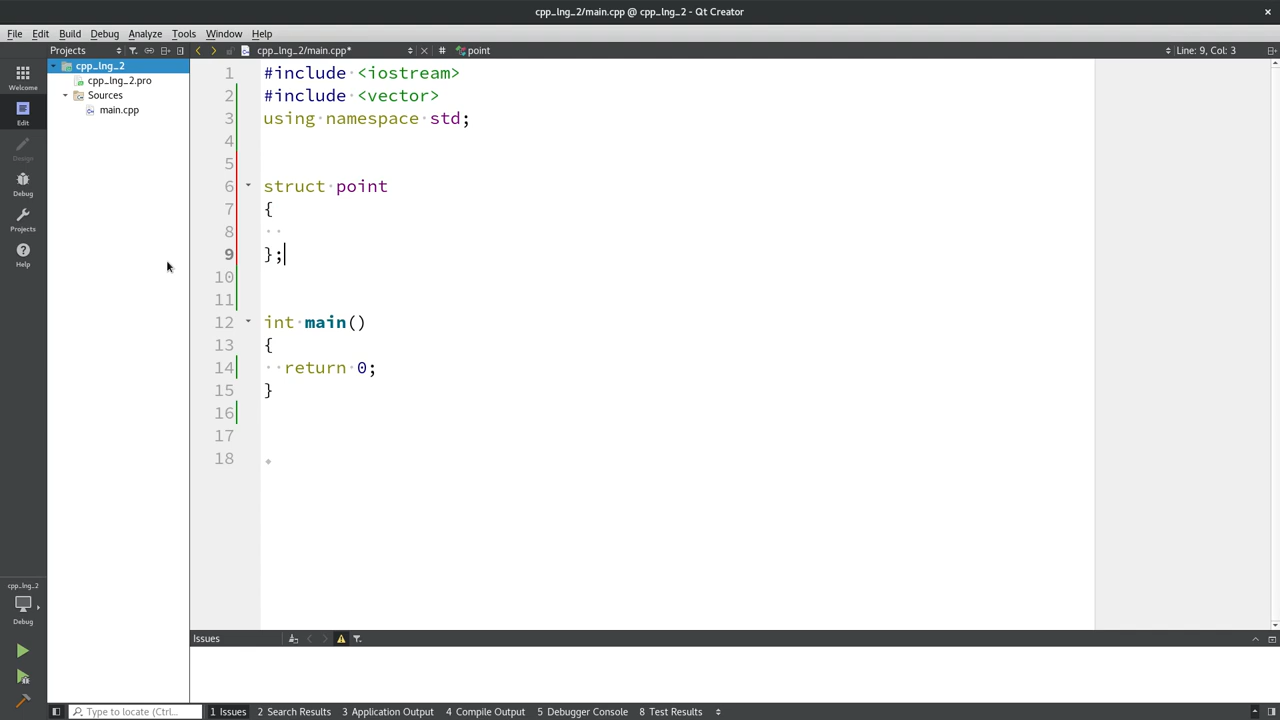 cpp_lng_2/main.cpp @ cpp_lng_2 - Qt Creator
File Edit Build Debug Analyze Tools Window Help
Projects cpp_lng_2/main.cpp* # point Line: 9, Col: 3
Welcome
Edit
Design
Debug
Projects
Help
cpp_lng_2
Debug
cpp_lng_2
cpp_lng_2.pro
Sources
main.cpp
1 #include <iostream>
2 #include <vector>
3 using namespace std;
4
5
6 struct point
7 {
8
9 };
10
11
12 int main()
13 {
14 return 0;
15 }
16
17
18
Issues
Type to locate (Ctrl... 1 Issues 2 Search Results 3 Application Output 4 Compile Output 5 Debugger Console 8 Test Results